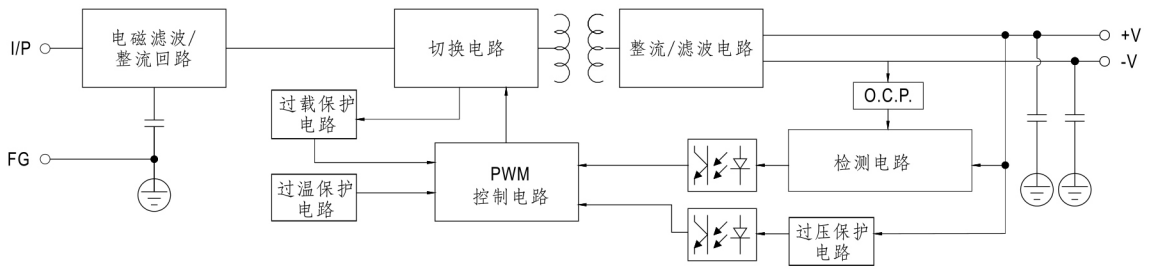 I/P
电磁滤波/
整流回路
切换电路
整流/滤波电路
+V
-V
O.C.P.
过载保护
电路
FG
PWM
控制电路
检测电路
过温保护
电路
过压保护
电路